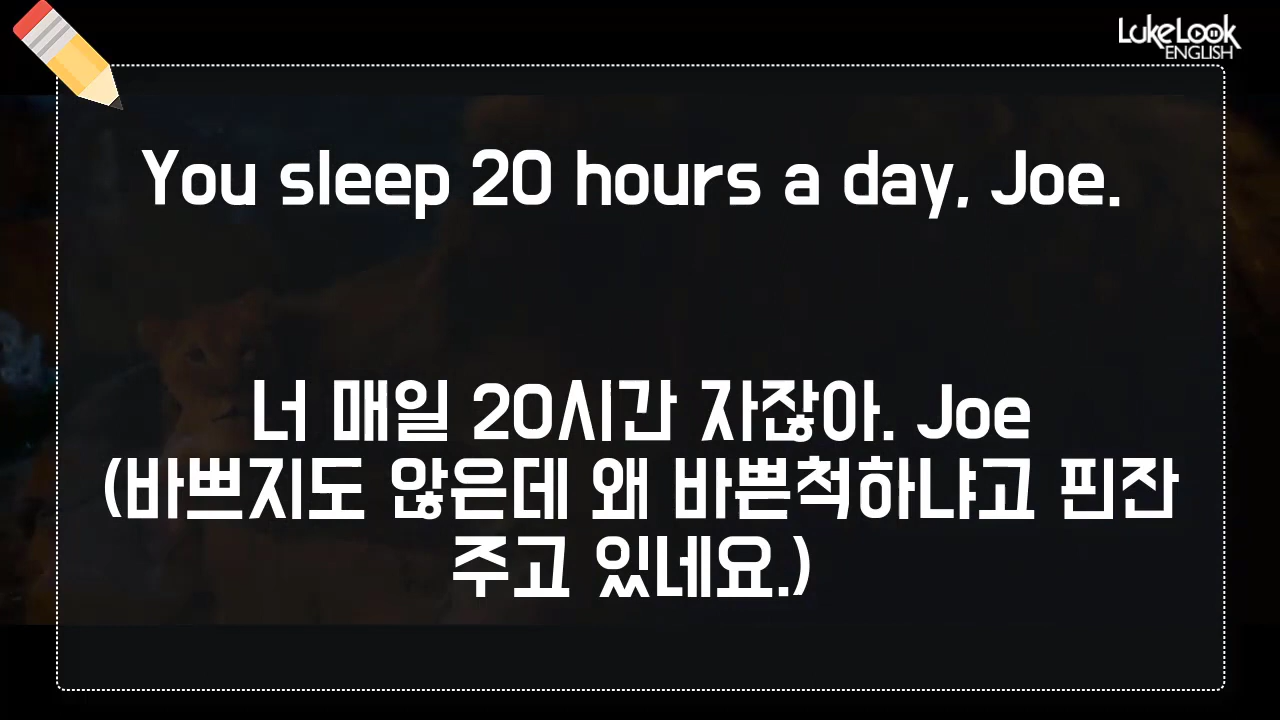 LukeLook
ENGLISH
You sleep 20 hours a day, Joe.
너 매일 20시간 자잖아. Joe
(바쁘지도 않은데 왜 바쁜척하냐고 핀잔
주고 있네요.)